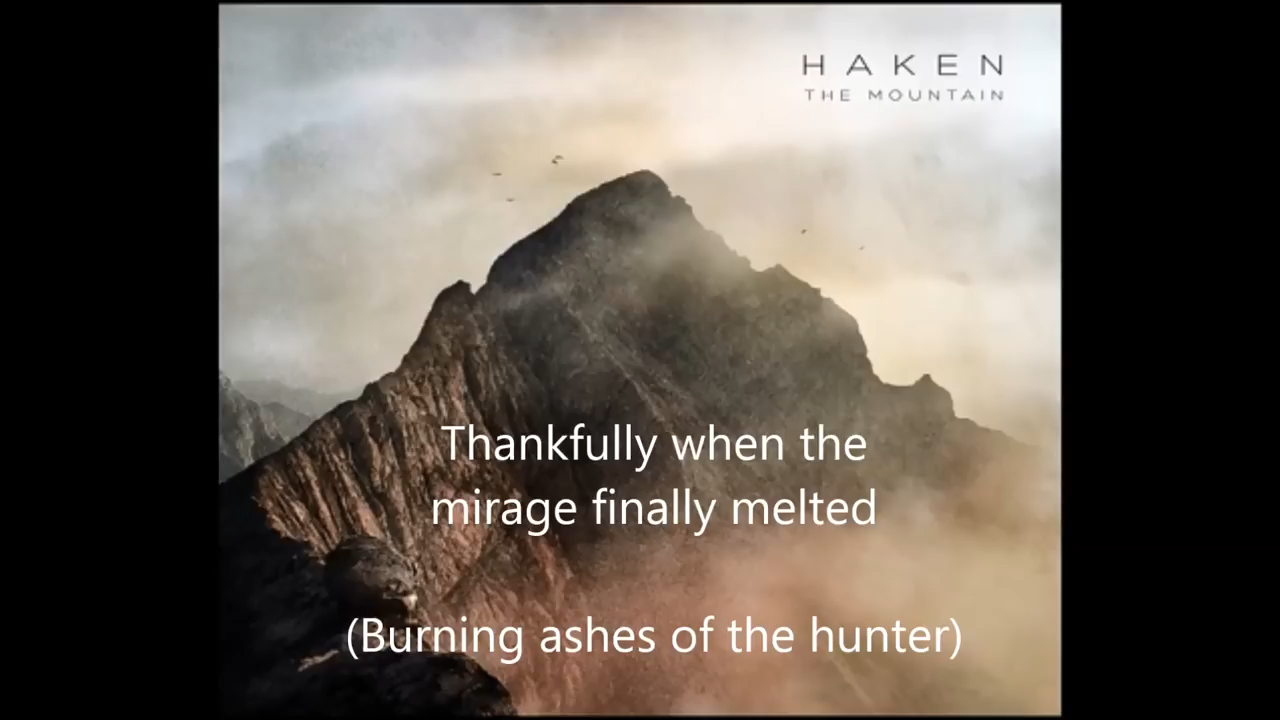 HAKEN
THE MOUNTAIN
Thankfully when the
mirage finally melted
(Burning ashes of the hunter)